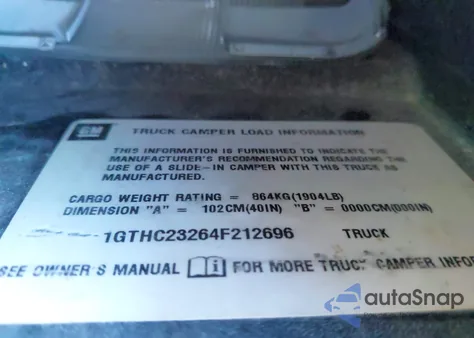 GM
TRUCK CAMPER LOAD INFORMATION
THIS INFORMATION IS FURNISHED TO INDICATE THE
MANUFACTURER'S RECOMMENDATION REGARDING THE
USE OF A SLIDE-IN CAMPER WITH THIS TRUCK AS
MANUFACTURED.
CARGO WEIGHT RATING = 864KG(1904LB)
DIMENSION "A" = 102CM(40IN) "B" = 0000CM(000IN)
1GTHC23264F212696 TRUCK
SEE OWNER'S MANUAL i FOR MORE TRUCK CAMPER INFOR
autoSnap